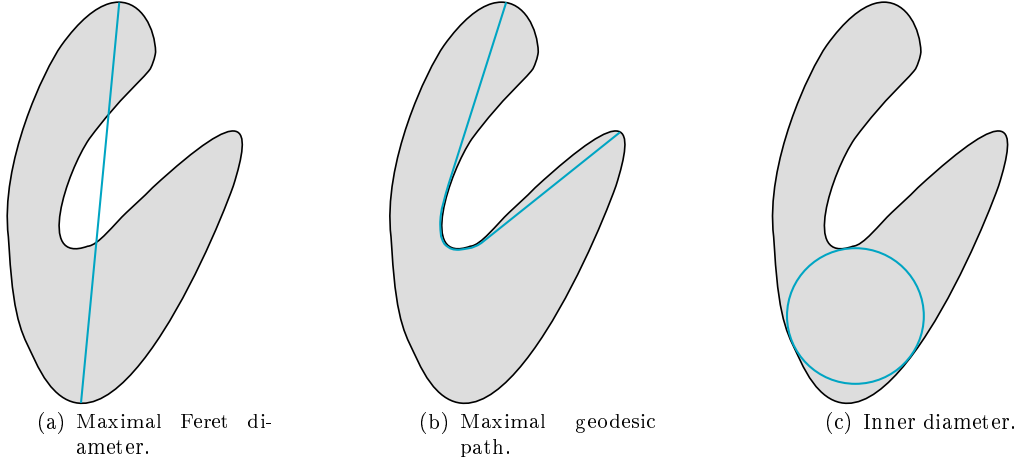 (a) Maximal Feret di-
ameter.
(b) Maximal geodesic
path.
(c) Inner diameter.